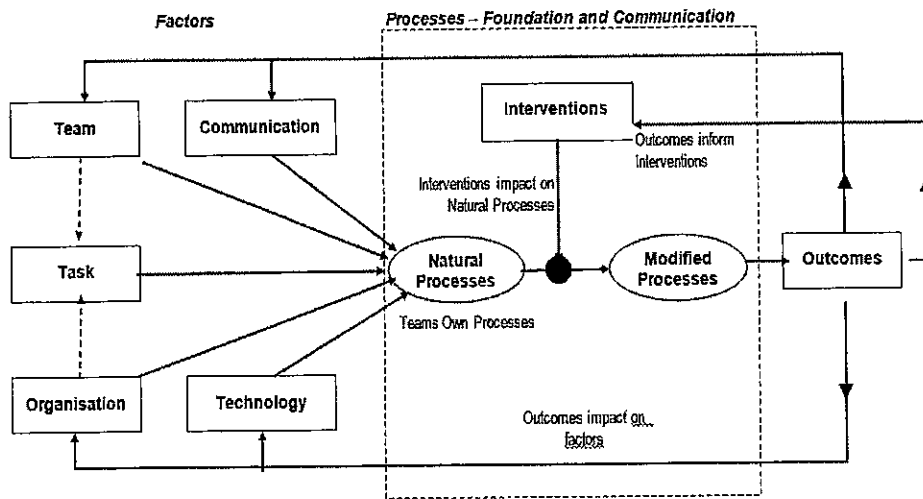 Factors
Processes – Foundation and Communication
Team
Communication
Interventions
Outcomes inform
Interventions
Interventions impact on
Natural Processes
Task
Natural
Processes
Modified
Processes
Outcomes
Teams Own Processes
Organisation
Technology
Outcomes impact on
factors